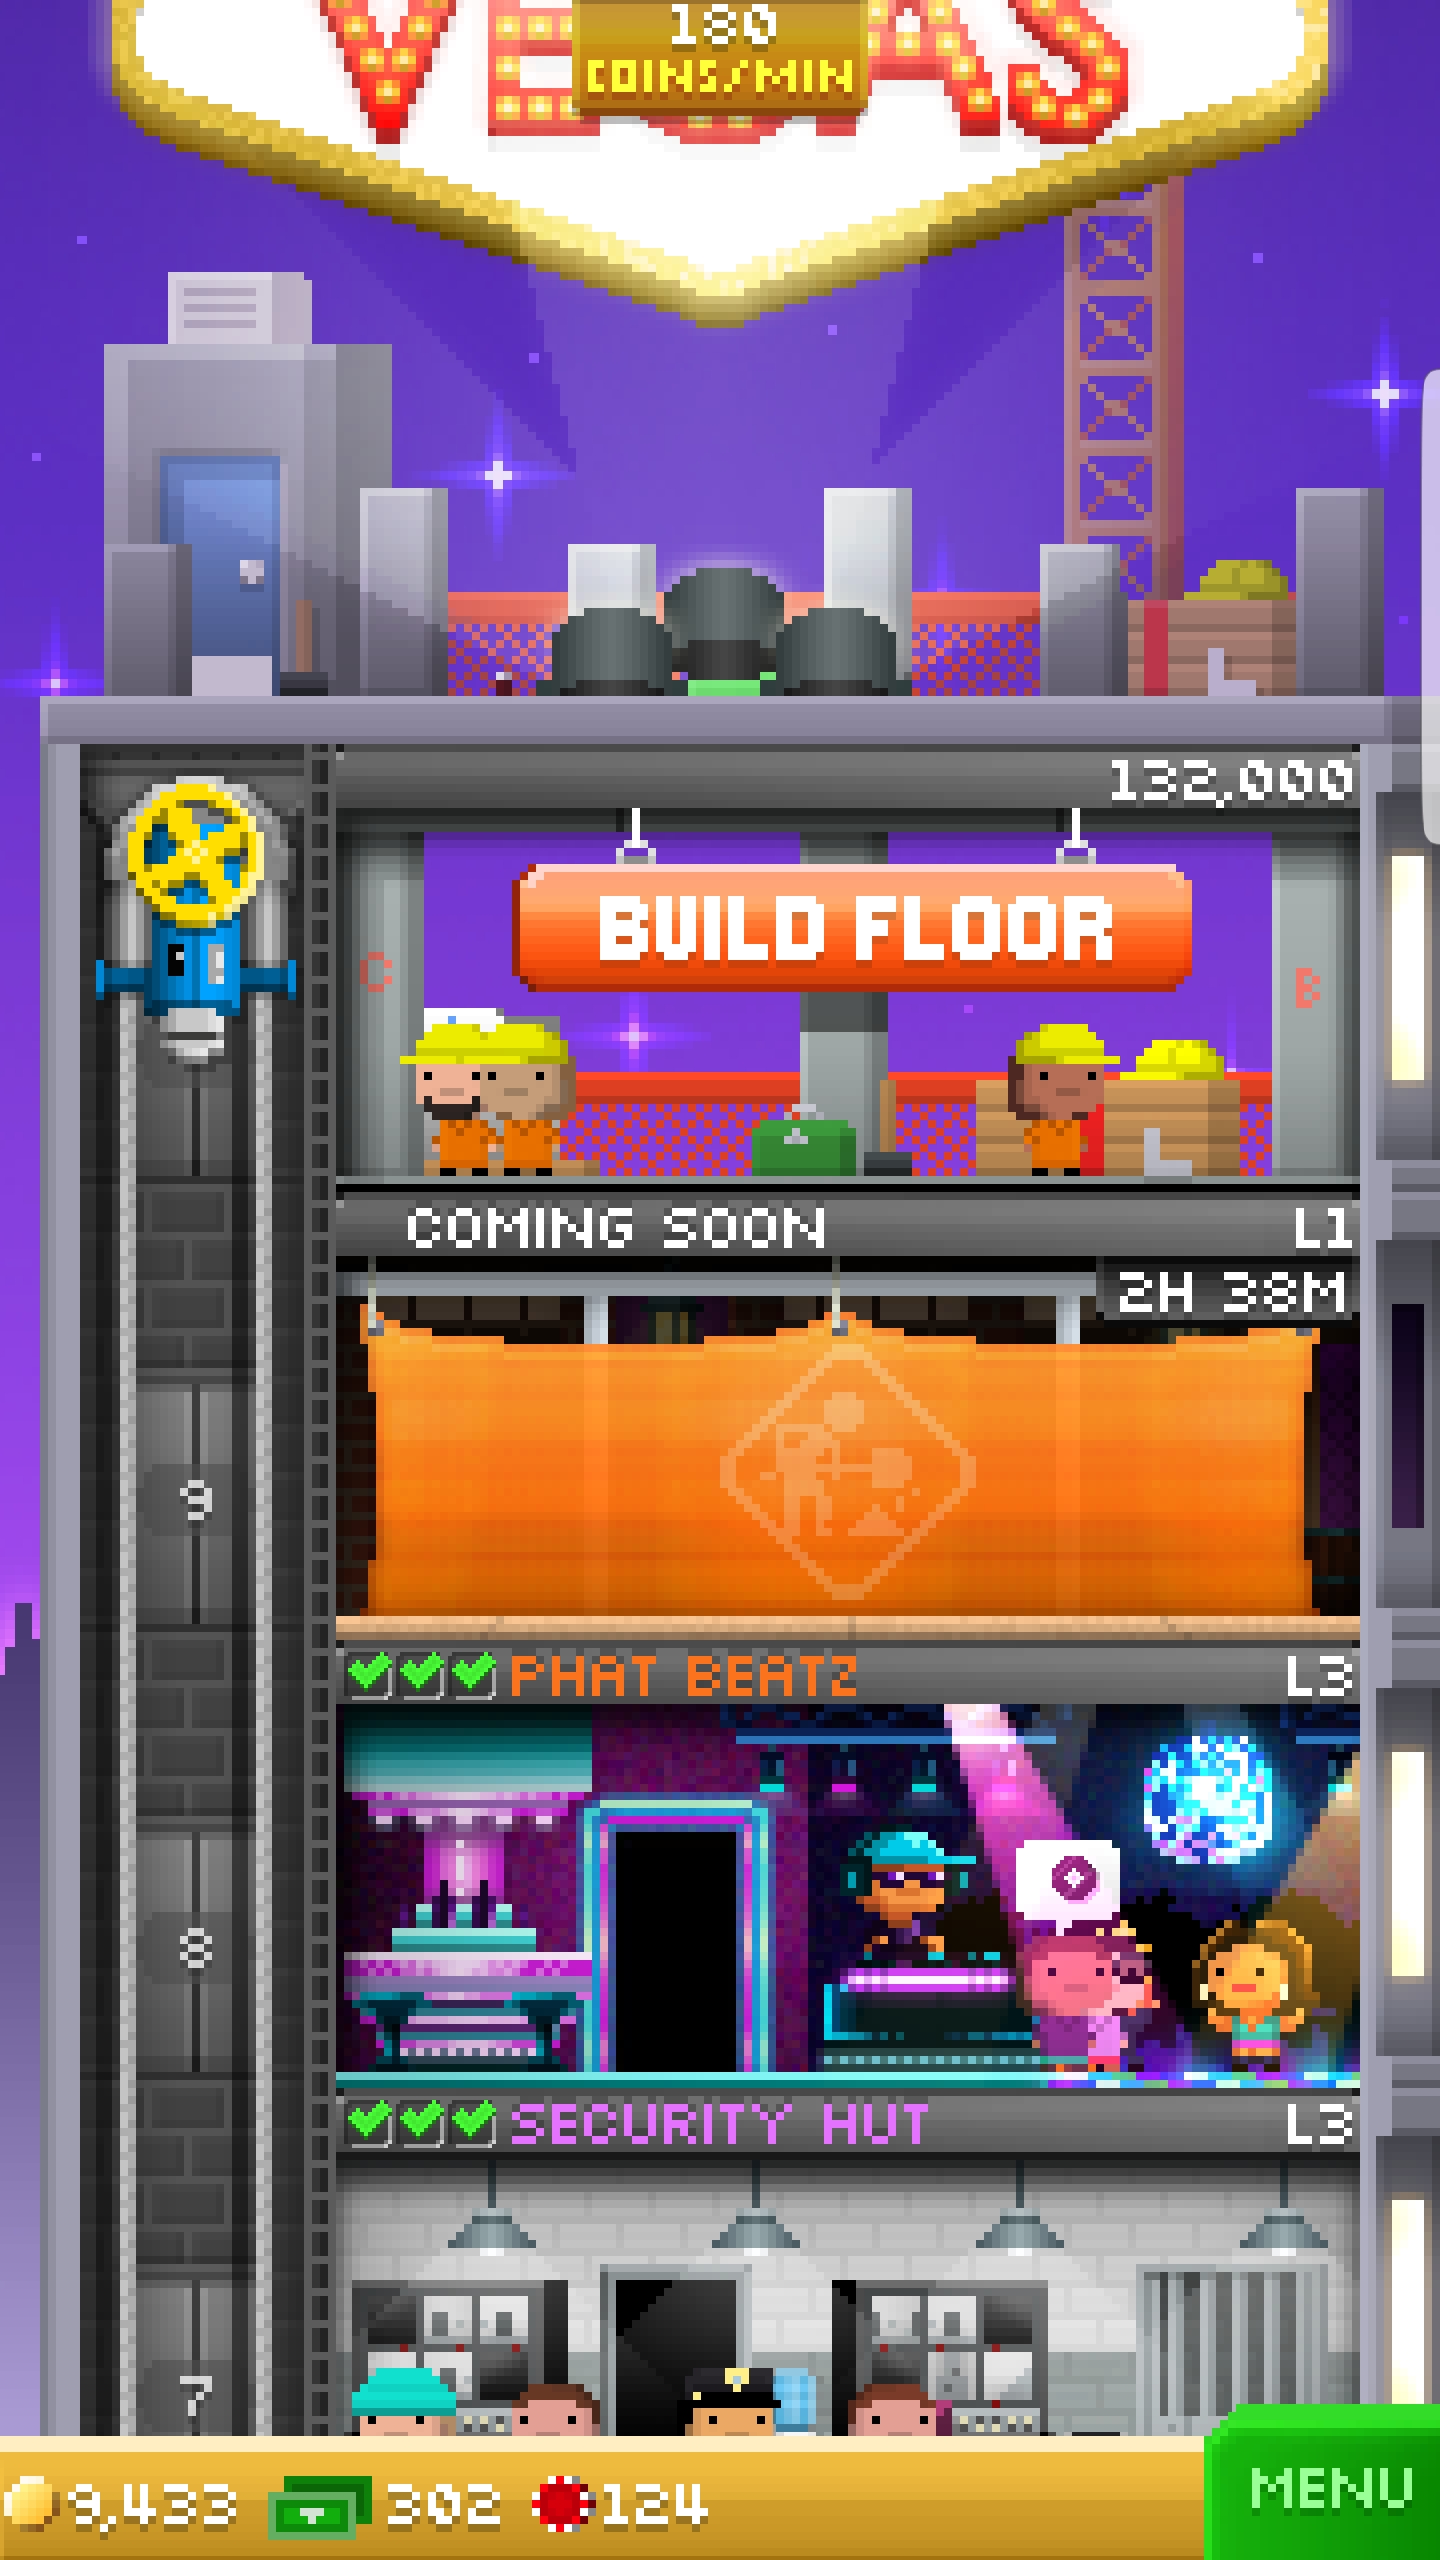 VEGAS
180
COINS/MIN
132,000
BUILD FLOOR
C
B
COMING SOON
L1
2H 38M
9
PHAT BEATZ
L3
8
SECURITY HUT
L3
7
9,433
302
124
MENU